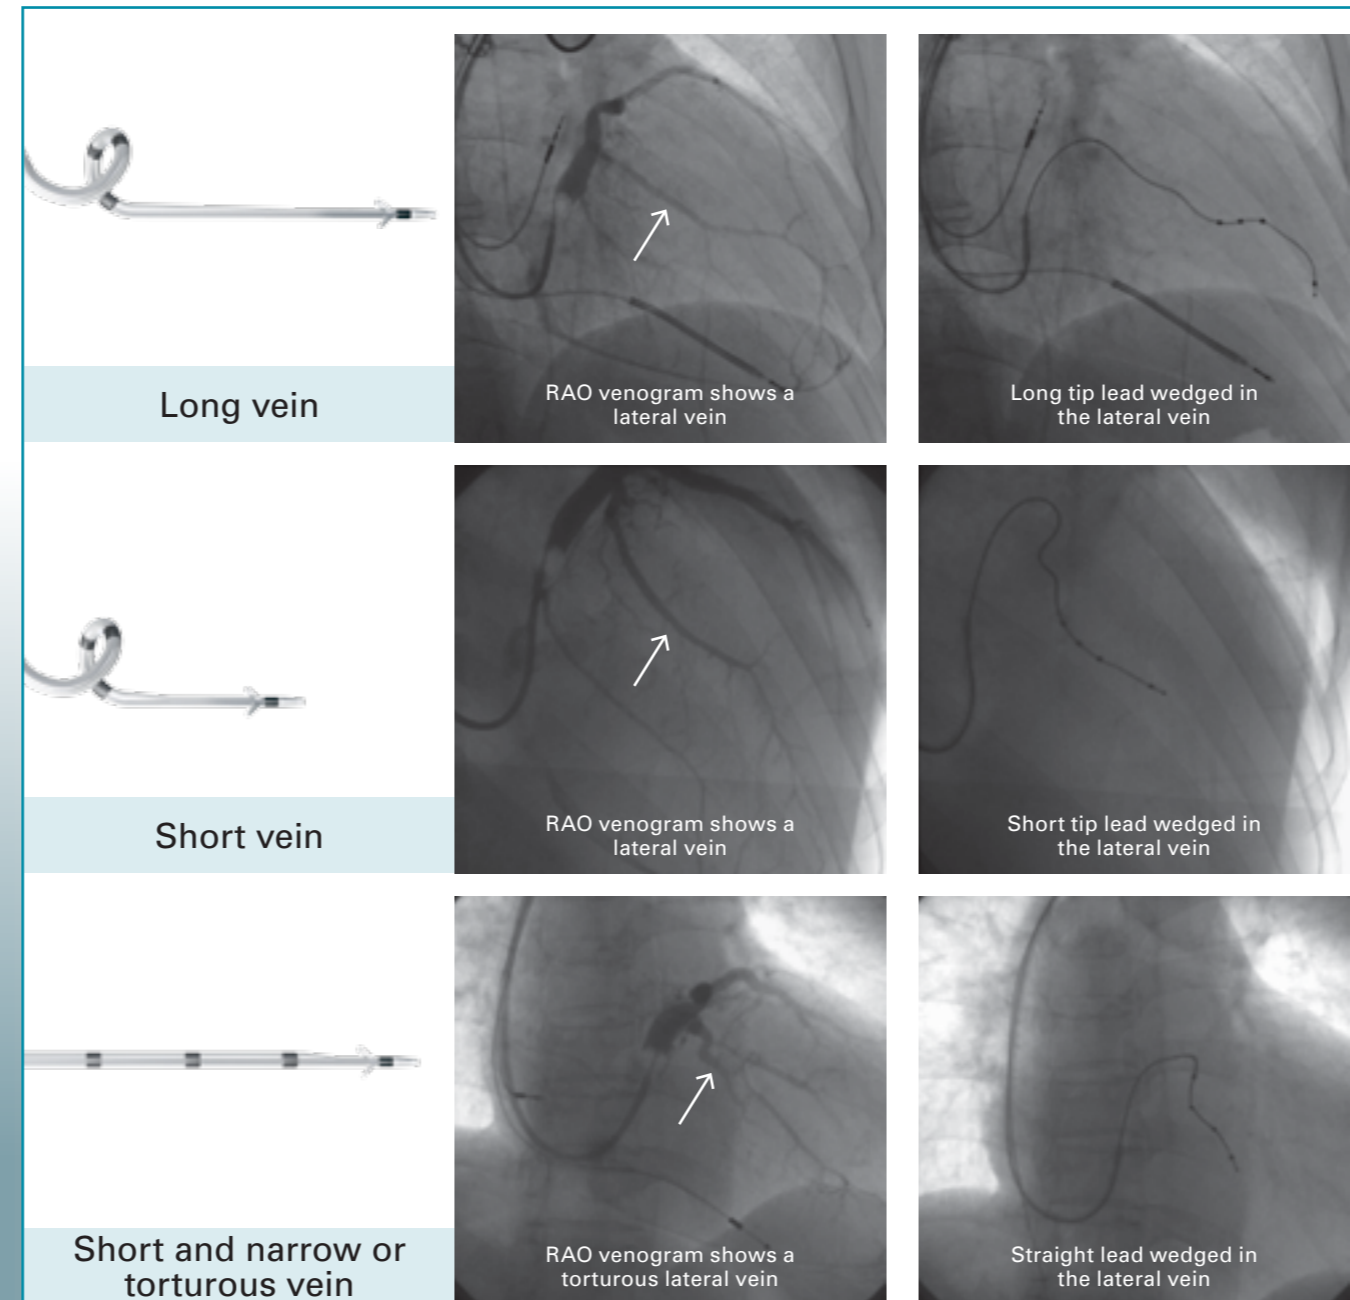 Long vein
RAO venogram shows a
lateral vein
Long tip lead wedged in
the lateral vein
Short vein
RAO venogram shows a
lateral vein
Short tip lead wedged in
the lateral vein
Short and narrow or
torturous vein
RAO venogram shows a
torturous lateral vein
Straight lead wedged in
the lateral vein